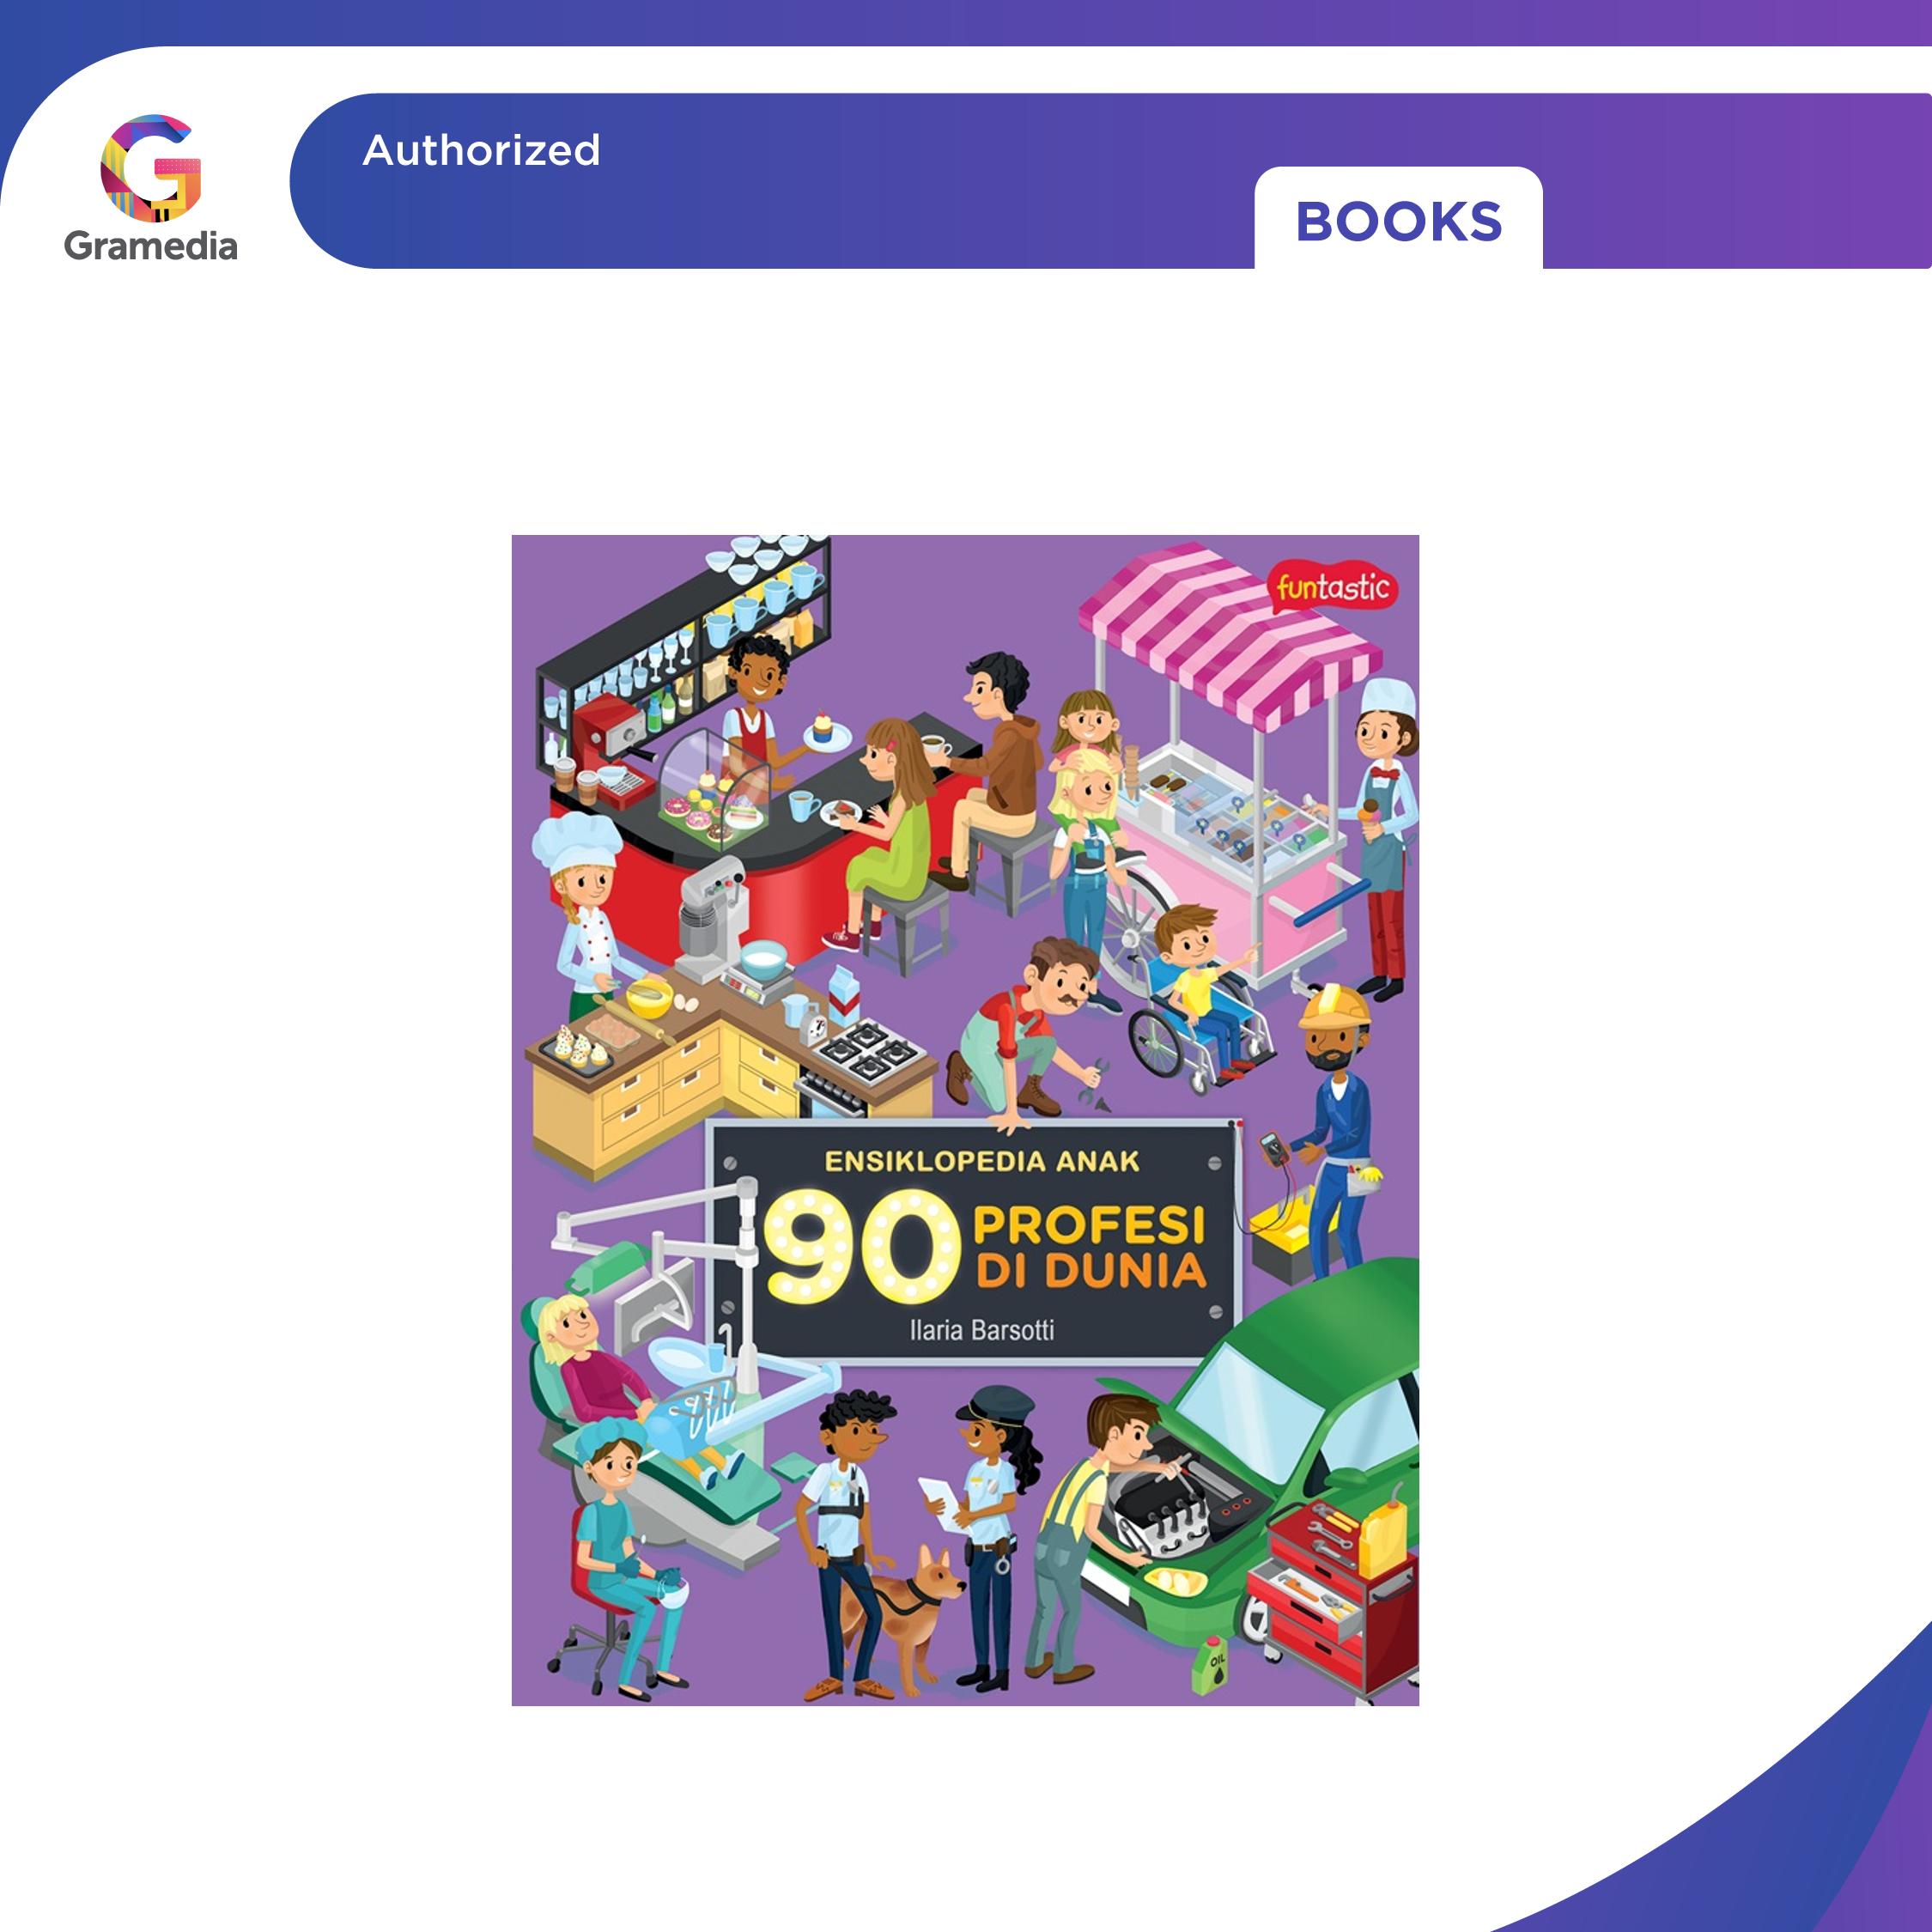 Authorized
Gramedia
BOOKS
funtastic
ENSIKLOPEDIA ANAK
90 PROFESI
DI DUNIA
Ilaria Barsotti
OIL